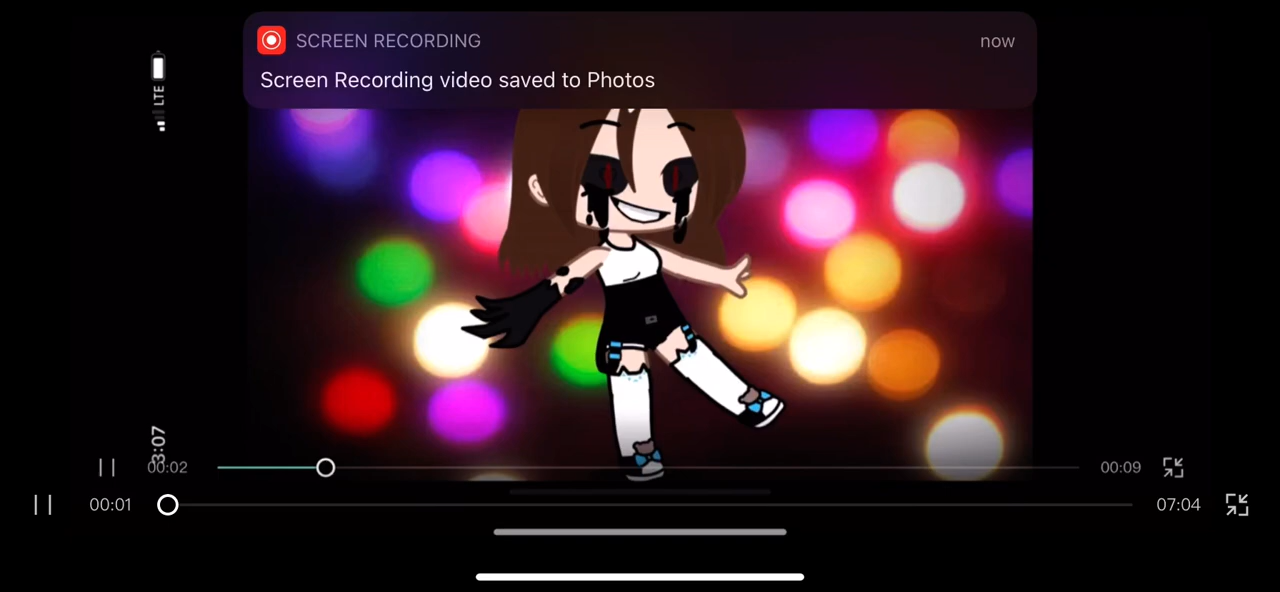 SCREEN RECORDING
now
Screen Recording video saved to Photos
LTE
3:07
00:02
00:09
00:01
07:04